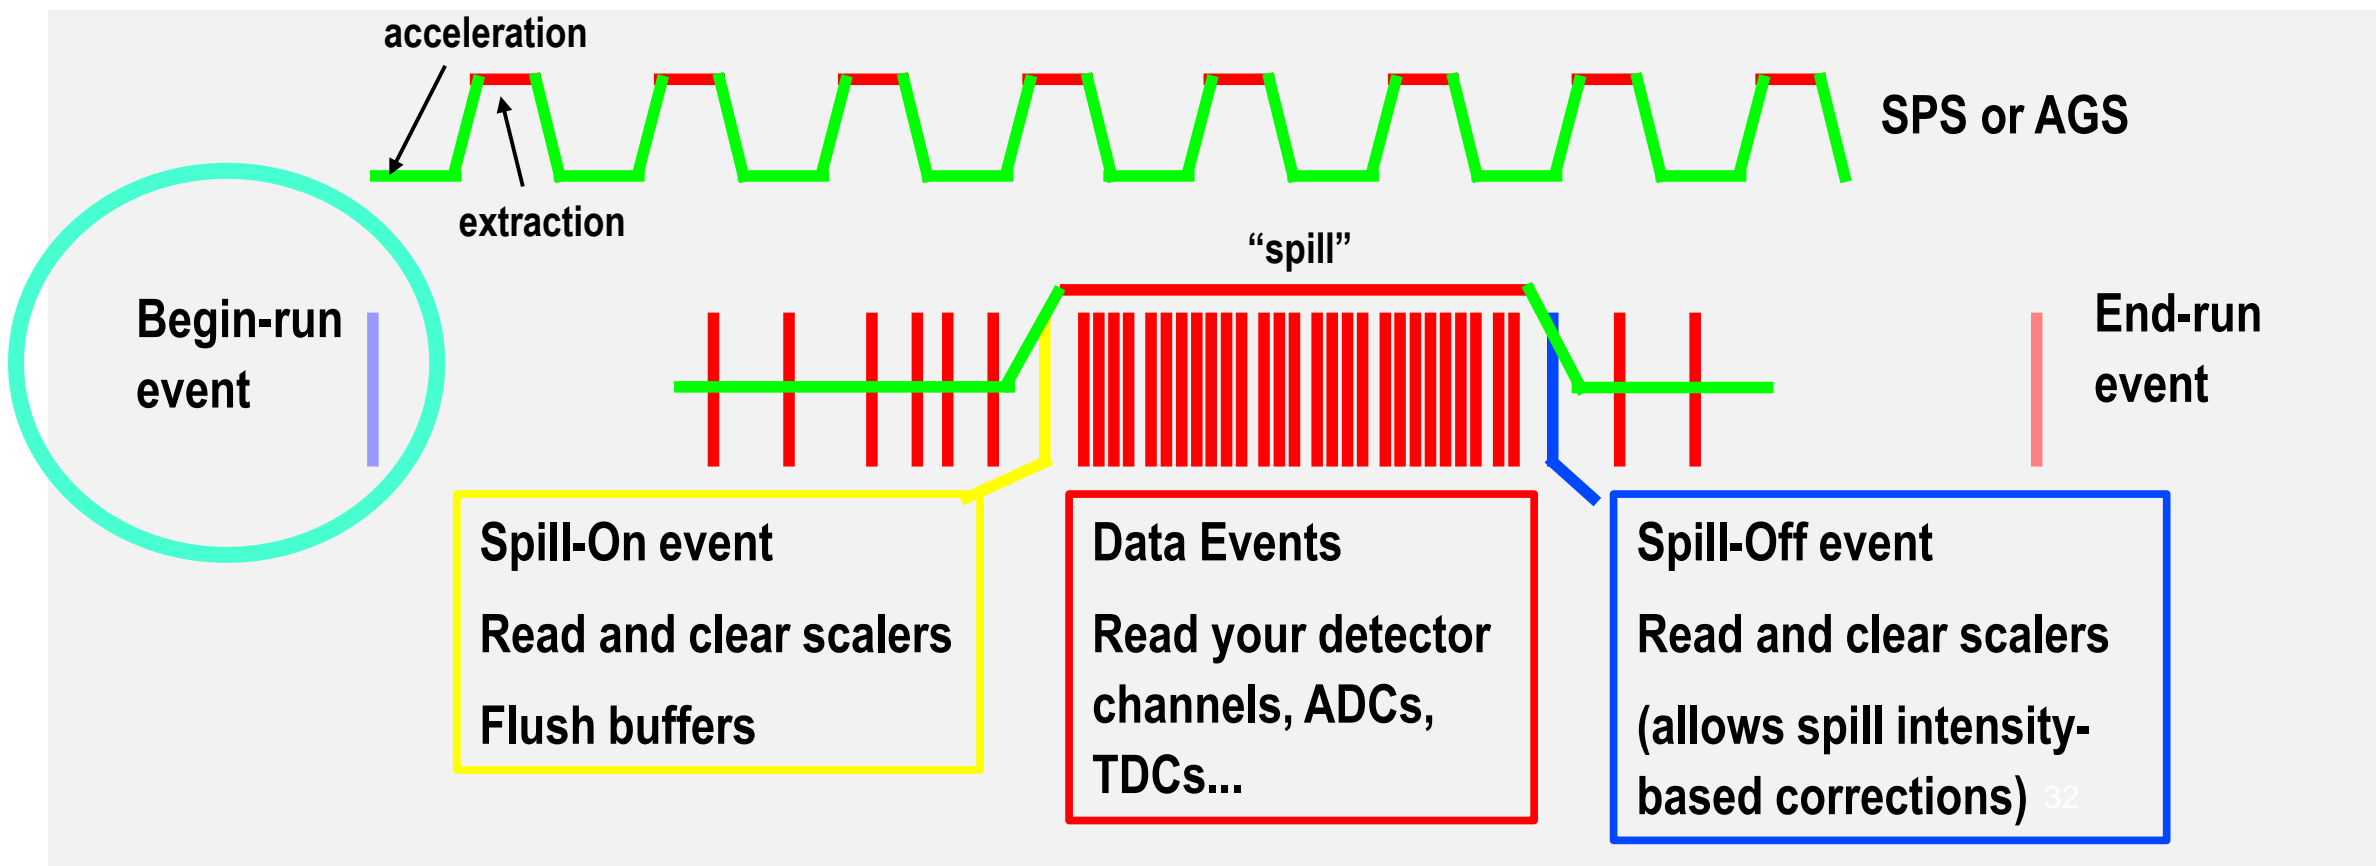 acceleration
SPS or AGS
extraction
“spill”
Begin-run
event
End-run
event
Spill-On event
Read and clear scalers
Flush buffers
Data Events
Read your detector
channels, ADCs,
TDCs...
Spill-Off event
Read and clear scalers
(allows spill intensity-
based corrections)
32